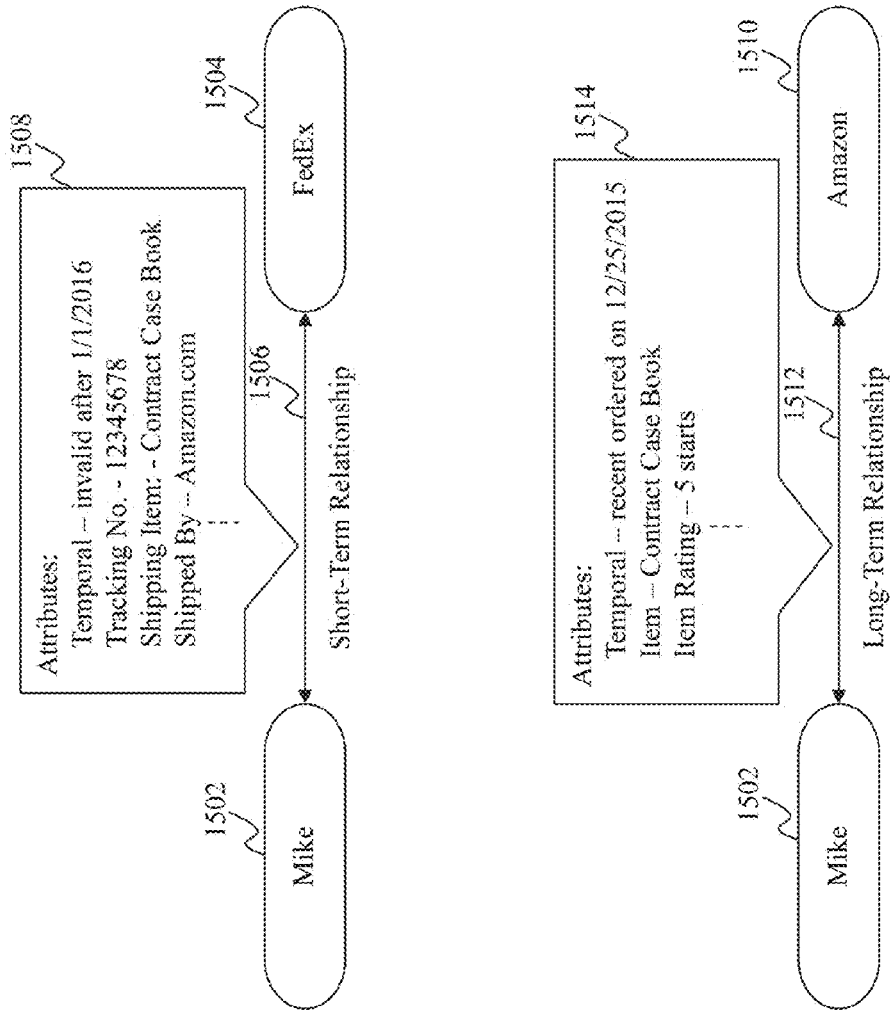 1508
Attributes:
Temporal – invalid after 1/1/2016
Tracking No. - 12345678
Shipping Item: - Contract Case Book
Shipped By – Amazon.com
1502
Mike
1506
Short-Term Relationship
1504
FedEx
1514
Attributes:
Temporal – recent ordered on 12/25/2015
Item – Contract Case Book
Item Rating – 5 starts
1502
Mike
1512
Long-Term Relationship
1510
Amazon